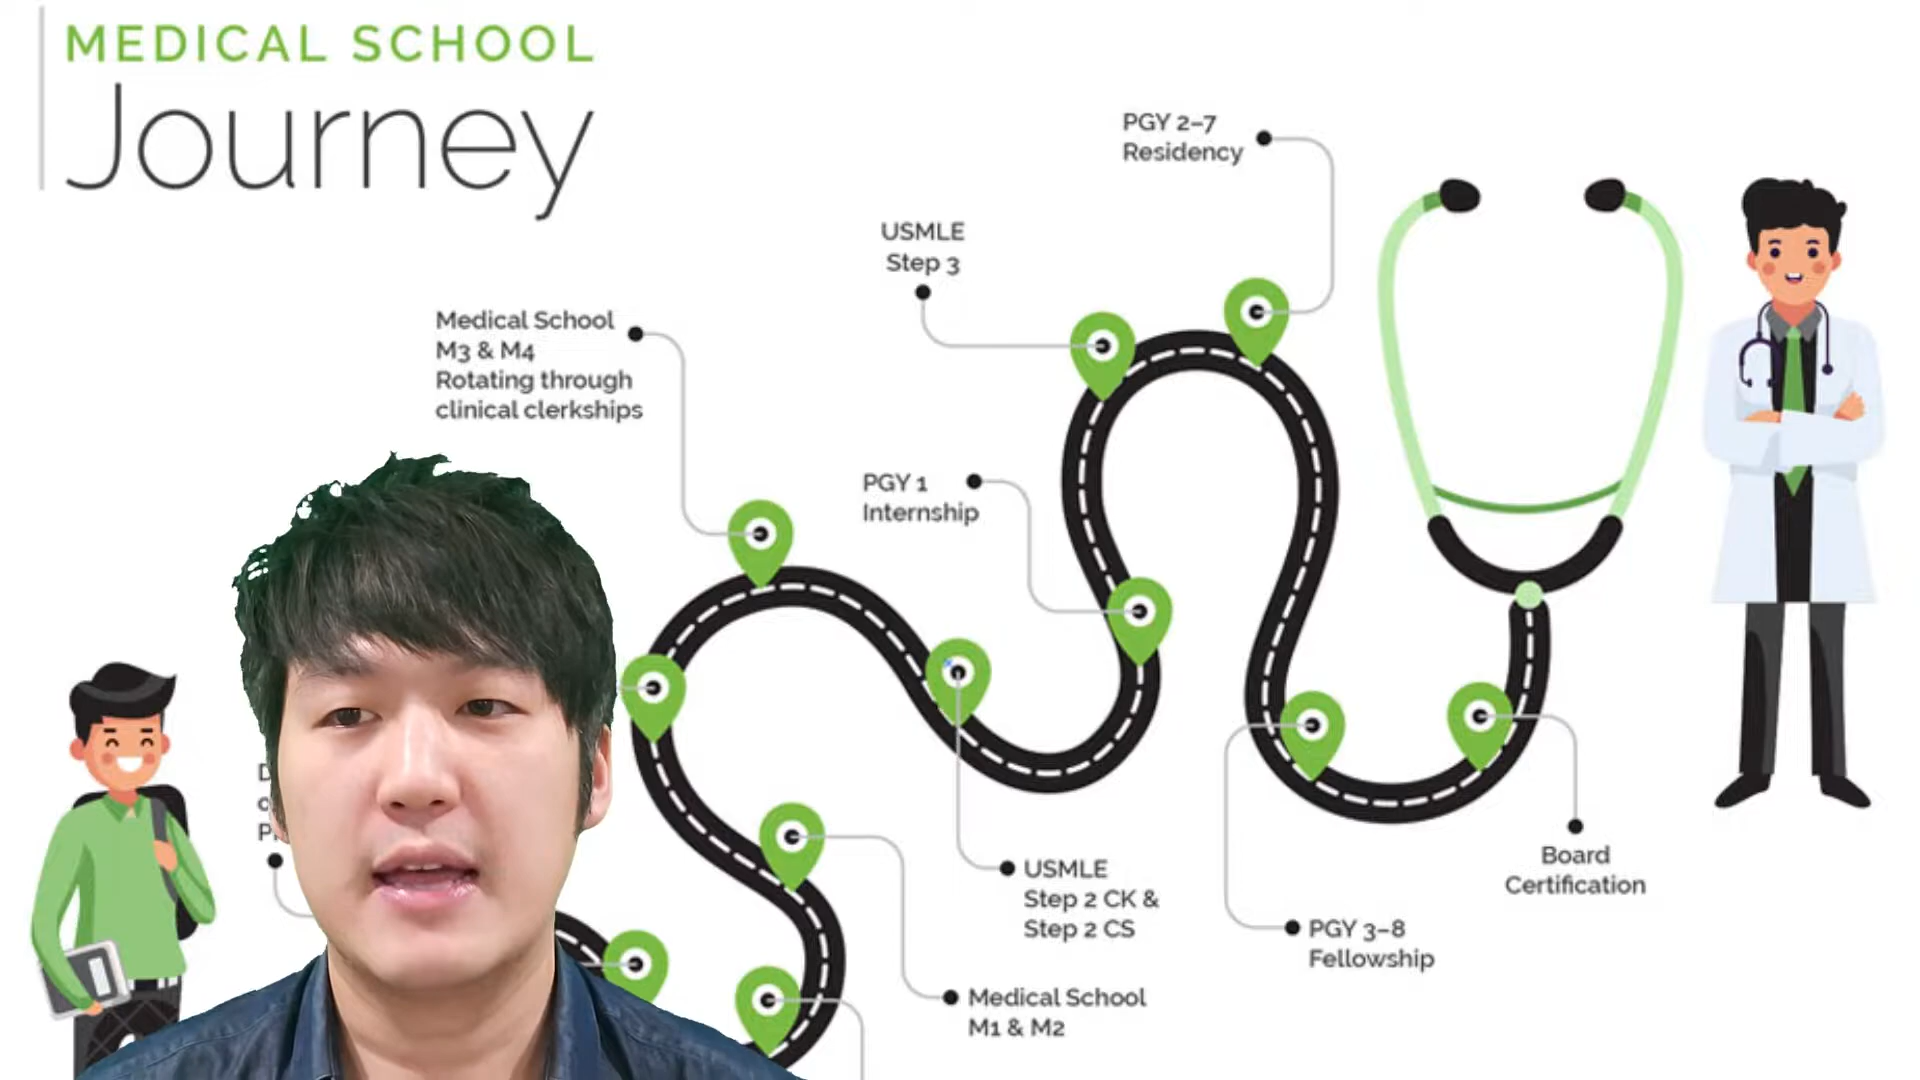 MEDICAL SCHOOL
Journey
PGY 2–7
Residency
USMLE
Step 3
Medical School
M3 & M4
Rotating through
clinical clerkships
PGY 1
Internship
USMLE
Step 2 CK &
Step 2 CS
Board
Certification
PGY 3–8
Fellowship
Medical School
M1 & M2